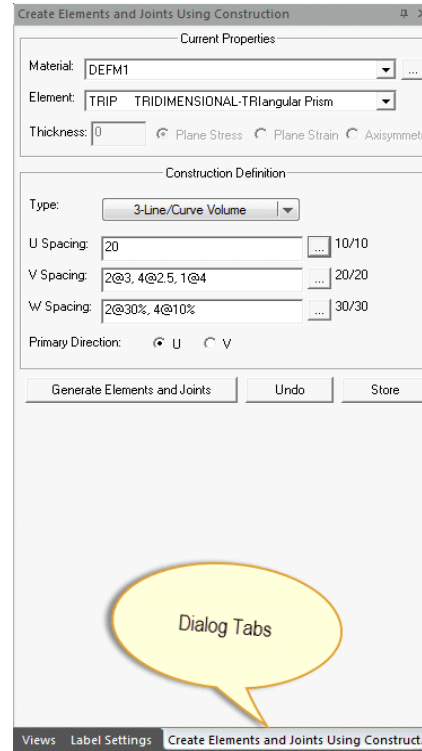 Create Elements and Joints Using Construction
Current Properties
Material: DEFM1 ...
Element: TRIP TRIDIMENSIONAL-TRIangular Prism
Thickness: 0 Plane Stress Plane Strain Axisymmet
Construction Definition
Type: 3-Line/Curve Volume
U Spacing: 20 ... 10/10
V Spacing: 2@3, 4@2.5, 1@4 ... 20/20
W Spacing: 2@30%, 4@10% ... 30/30
Primary Direction: U V
Generate Elements and Joints Undo Store
Dialog Tabs
Views Label Settings Create Elements and Joints Using Construct.